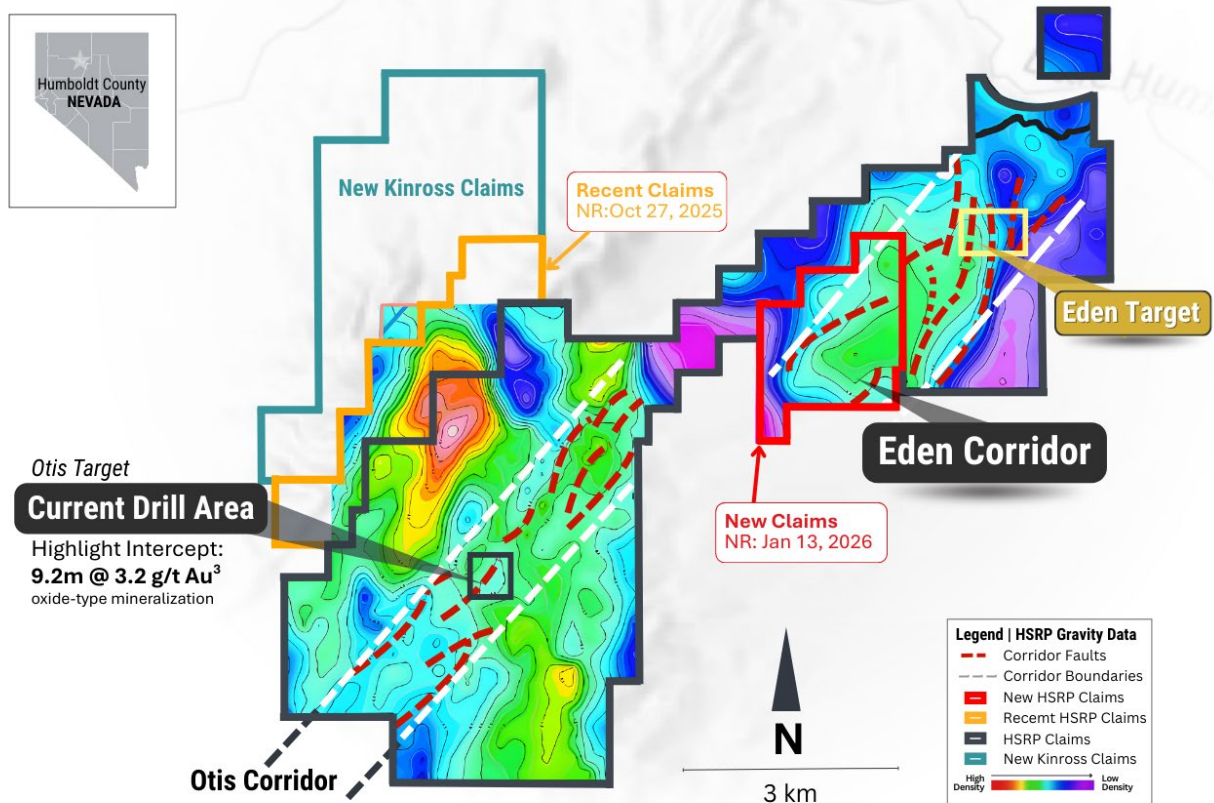 Humboldt County
NEVADA
New Kinross Claims
Recent Claims
NR:Oct 27, 2025
Eden Target
Eden Corridor
Otis Target
Current Drill Area
Highlight Intercept:
9.2m @ 3.2 g/t Au³
oxide-type mineralization
New Claims
NR: Jan 13, 2026
Otis Corridor
N
3 km
Legend | HSRP Gravity Data
Corridor Faults
Corridor Boundaries
New HSRP Claims
Recemt HSRP Claims
HSRP Claims
New Kinross Claims
High
Density
Low
Density